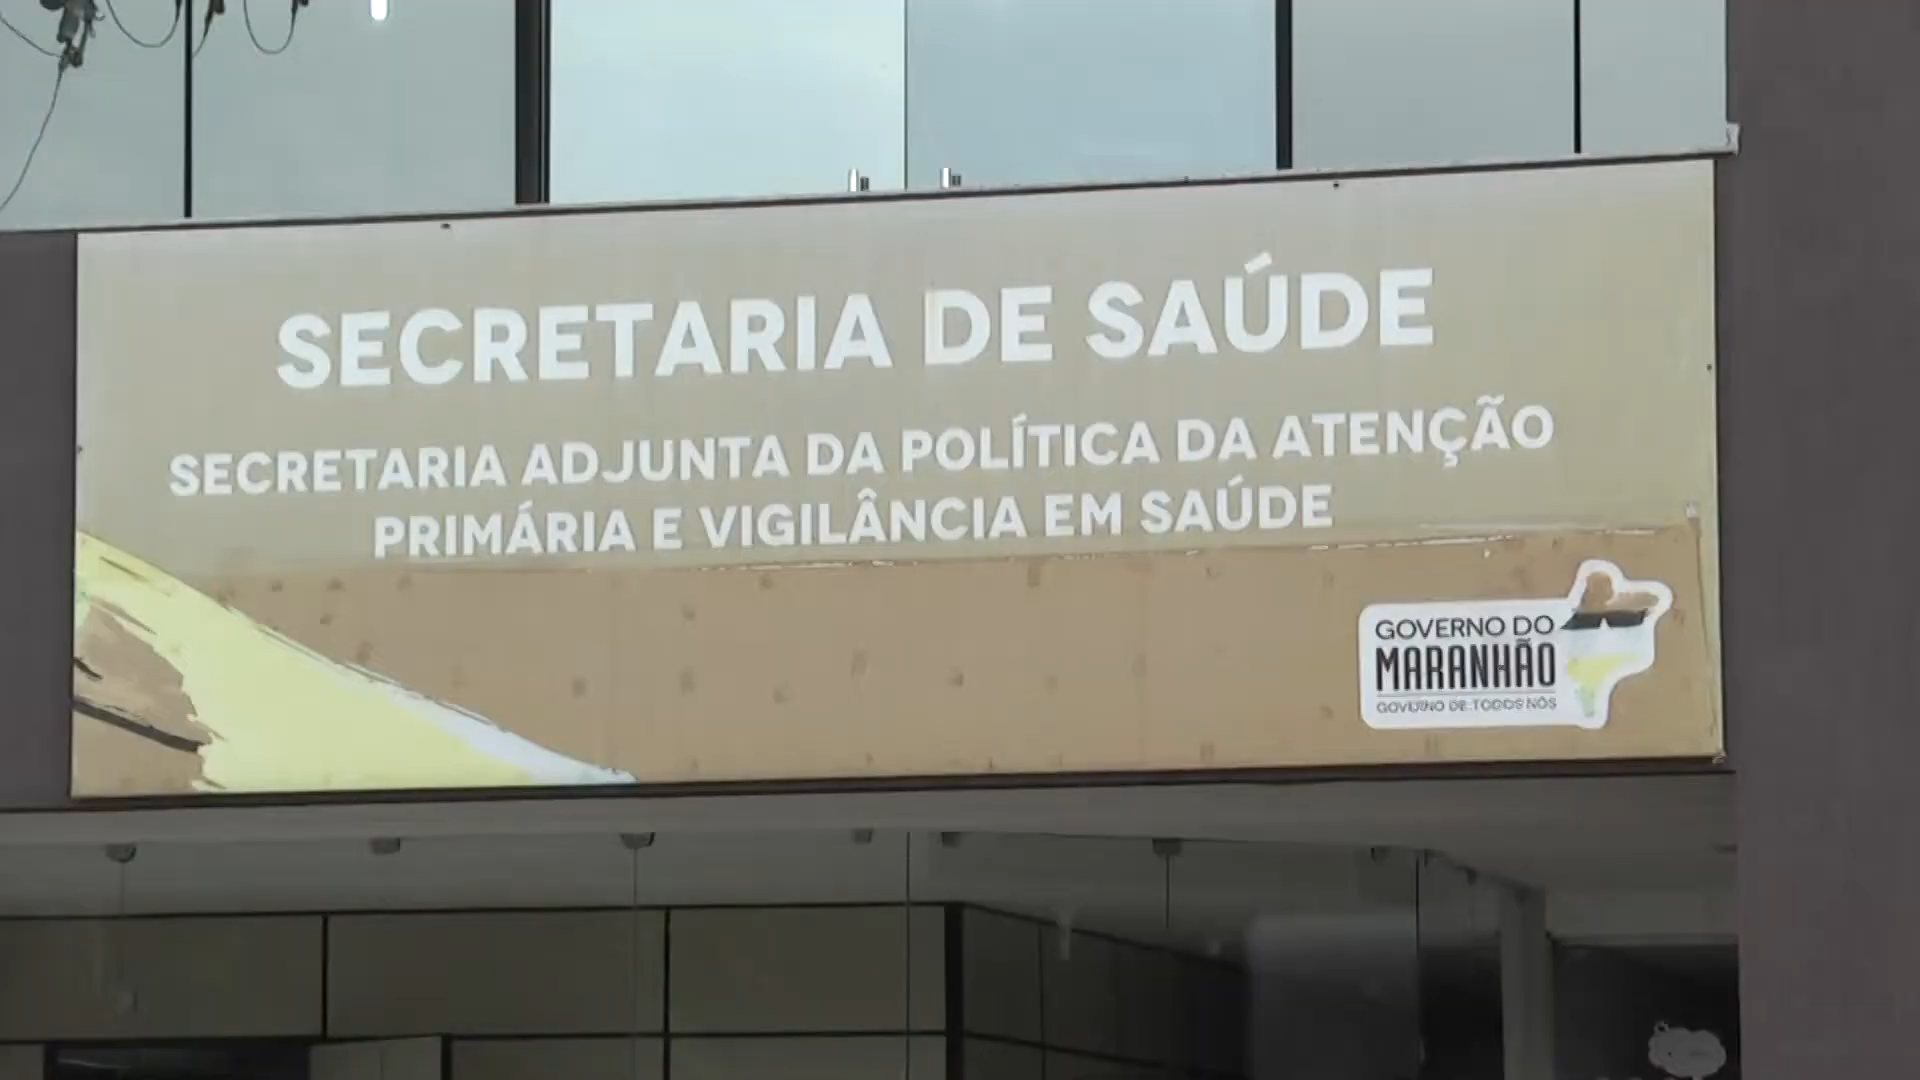 SECRETARIA DE SAÚDE
SECRETARIA ADJUNTA DA POLÍTICA DA ATENÇÃO
PRIMÁRIA E VIGILÂNCIA EM SAÚDE
GOVERNO DO
MARANHÃO
GOVERNO DE TODOS NÓS